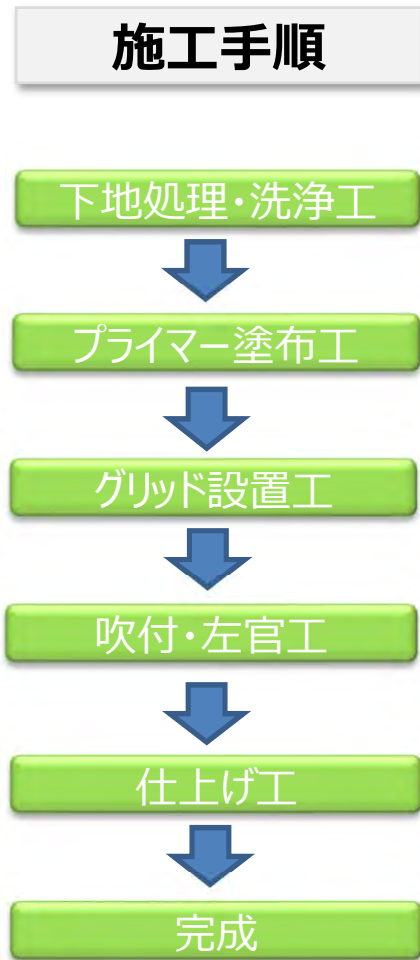 施工手順
下地処理・洗浄工
プライマー塗布工
グリッド設置工
吹付・左官工
仕上げ工
完成